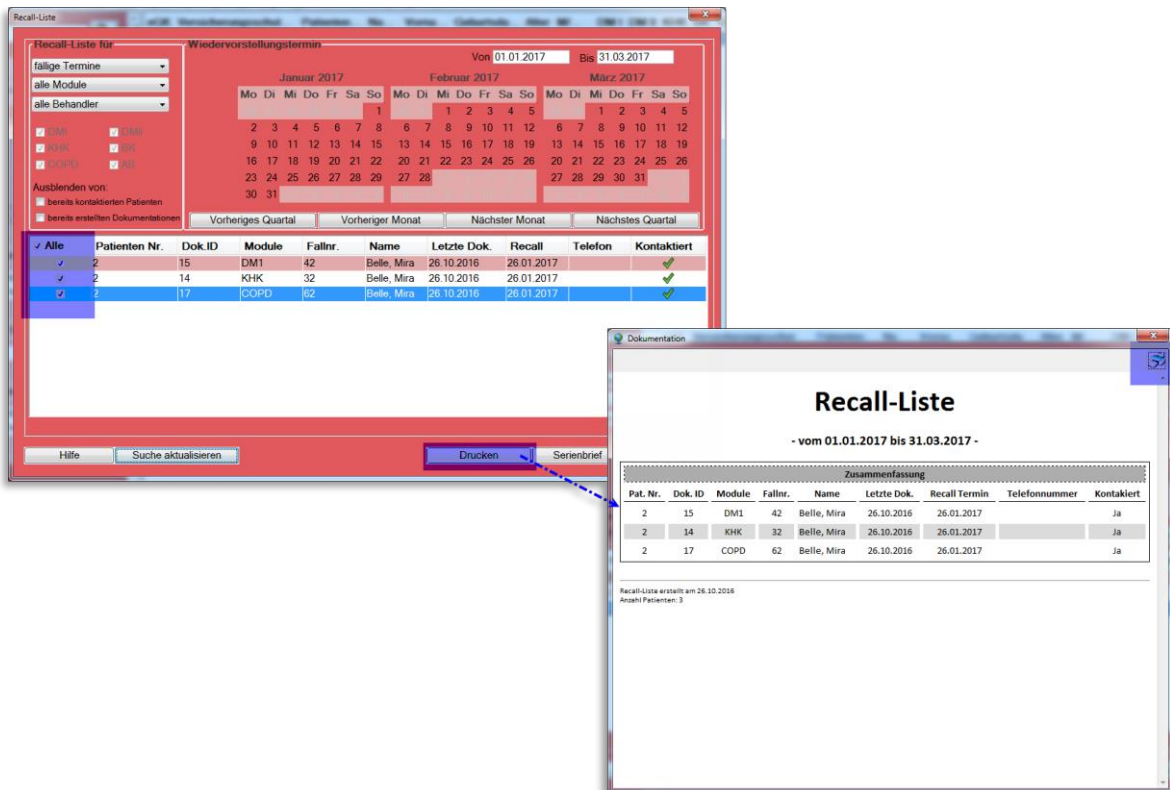 Recall-Liste
Recall-Liste für
fällige Termine
alle Module
alle Behandler
KHK
COPD
Ausblenden von:
bereits kontaktierten Patienten
bereits erstellten Dokumentationen
Wiedervorstellungstermin
Von 01.01.2017 Bis 31.03.2017
Januar 2017 Februar 2017 März 2017
Mo Di Mi Do Fr Sa So Mo Di Mi Do Fr Sa So Mo Di Mi Do Fr Sa So
1 1 2 3 4 5 1 2 3 4 5
2 3 4 5 6 7 8 6 7 8 9 10 11 12 6 7 8 9 10 11 12
9 10 11 12 13 14 15 13 14 15 16 17 18 19 13 14 15 16 17 18 19
16 17 18 19 20 21 22 20 21 22 23 24 25 26 20 21 22 23 24 25 26
23 24 25 26 27 28 29 27 28 27 28 29 30 31
30 31
Vorheriges Quartal Vorheriger Monat Nächster Monat Nächstes Quartal
Alle Patienten Nr. Dok.ID Module Fallnr. Name Letzte Dok. Recall Telefon Kontaktiert
2 15 DM1 42 Belle, Mira 26.10.2016 26.01.2017
2 14 KHK 32 Belle, Mira 26.10.2016 26.01.2017
2 17 COPD 62 Belle, Mira 26.10.2016 26.01.2017
Hilfe Suche aktualisieren Drucken Serienbrief
Dokumentation
Recall-Liste
- vom 01.01.2017 bis 31.03.2017 -
Zusammenfassung
Pat. Nr. Dok. ID Module Fallnr. Name Letzte Dok. Recall Termin Telefonnummer Kontakiert
2 15 DM1 42 Belle, Mira 26.10.2016 26.01.2017 Ja
2 14 KHK 32 Belle, Mira 26.10.2016 26.01.2017 Ja
2 17 COPD 62 Belle, Mira 26.10.2016 26.01.2017 Ja
Recall-Liste erstellt am 26.10.2016
Anzahl Patienten: 3